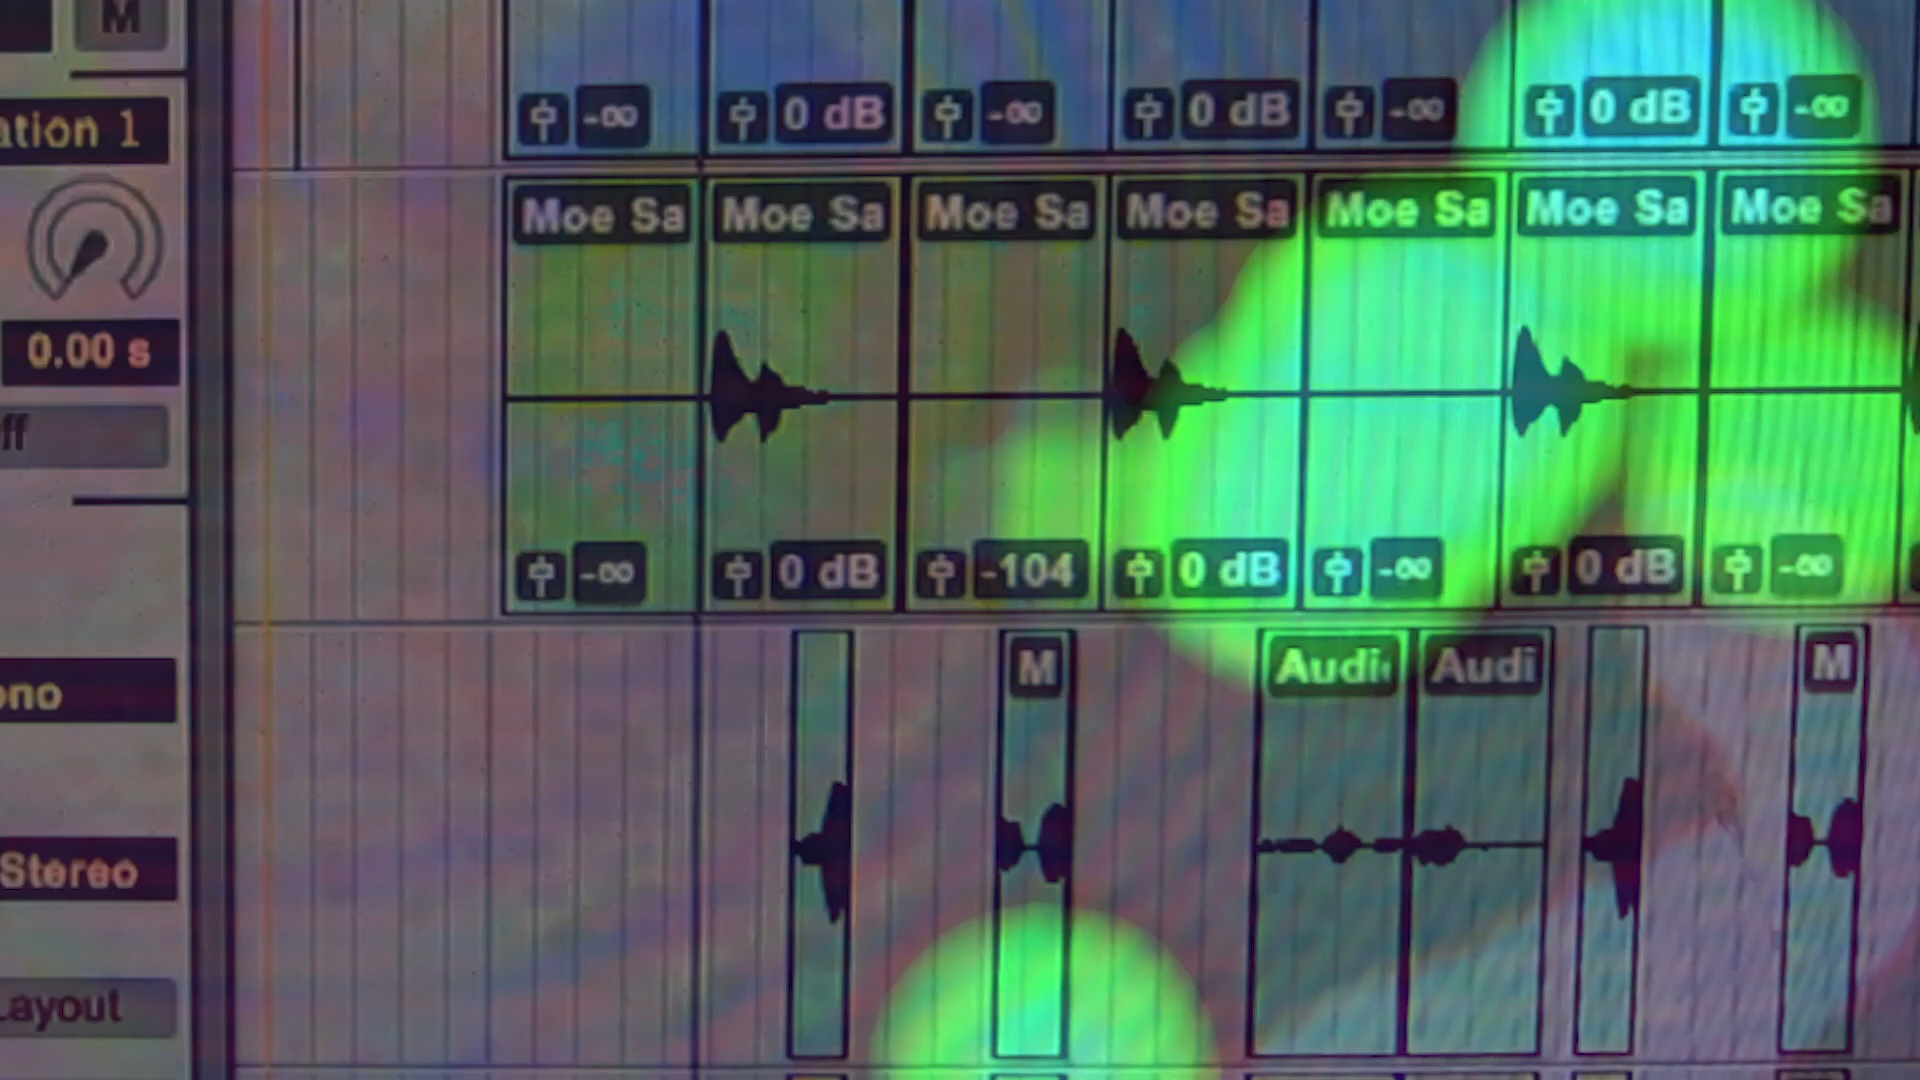 M
-∞ 0 dB -∞ 0 dB -∞ 0 dB -∞
ation 1
Moe Sa Moe Sa Moe Sa Moe Sa Moe Sa Moe Sa Moe Sa
0.00 s
ff
-∞ 0 dB -104 0 dB -∞ 0 dB -∞
M Audi Audi M
ono
Stereo
Layout